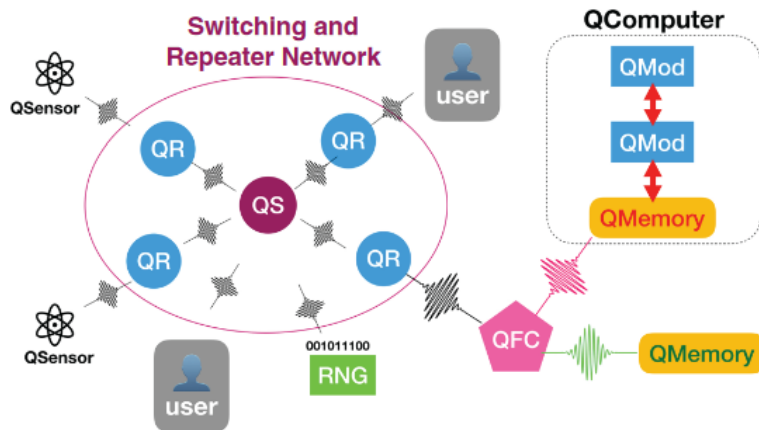 Switching and
Repeater Network
QComputer
QSensor
user
QMod
QR
QR
QMod
QS
QMemory
QR
QR
QSensor
001011100
RNG
user
QFC
QMemory